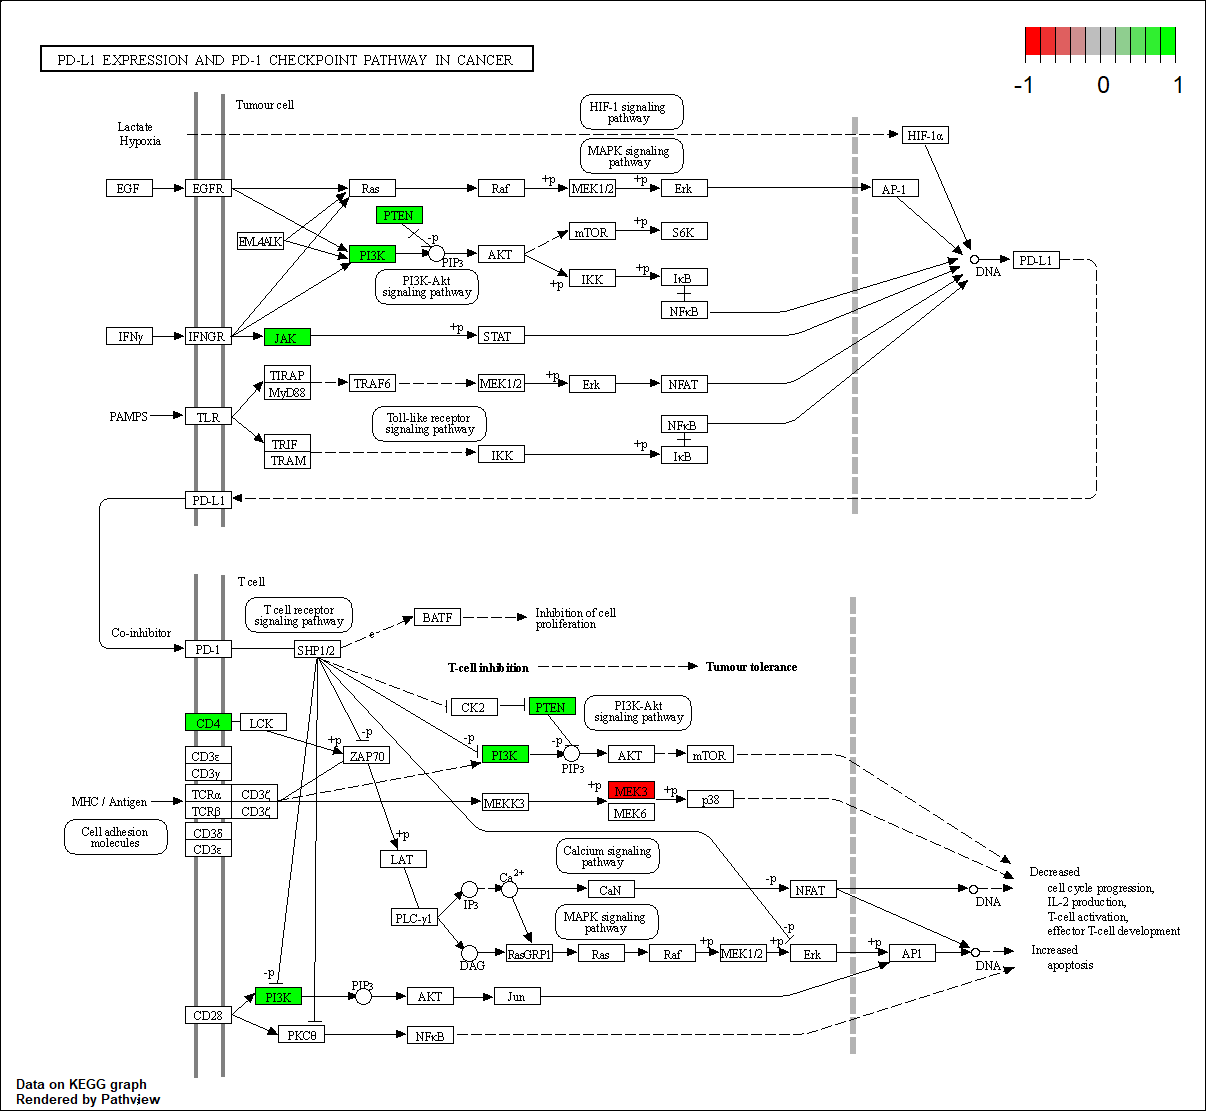 -1 0 1
PD-L1 EXPRESSION AND PD-1 CHECKPOINT PATHWAY IN CANCER
Tumour cell
HIF-1 signaling
pathway
Lactate
Hypoxia
HIF-1α
MAPK signaling
pathway
EGF EGFR Ras +p Raf MEK1/2 +p Erk AP-1
PTEN
-p
EML4ALK PI3K PIP3 AKT mTOR +p S6K
PI3K-Akt
signaling pathway
+p IKK +p IκB
NFκB
DNA PD-L1
IFNγ IFNGR JAK +p STAT
TIRAP
MyD88
TRAF6 MEK1/2 +p Erk NFAT
PAMPS TLR
Toll-like receptor
signaling pathway
NFκB
TRIF
TRAM
IKK +p IκB
PD-L1
T cell
T cell receptor
signaling pathway
BATF
Inhibition of cell
proliferation
Co-inhibitor
PD-1 SHP1/2 e
T-cell inhibition Tumour tolerance
CK2 PTEN
PI3K-Akt
signaling pathway
CD4 LCK +p -p ZAP70
-p PI3K -p PIP3 AKT mTOR
CD3ε
CD3γ
MHC / Antigen
TCRα CD3ζ
TCRβ CD3ζ
MEKK3 +p MEK3 +p p38
MEK6
Cell adhesion
molecules
CD3δ
CD3ε
+p
LAT
Calcium signaling
pathway
Decreased
cell cycle progression,
IL-2 production,
T-cell activation,
effector T-cell development
IP3 Ca2+ CaN -p NFAT DNA
PLC-γ1
MAPK signaling
pathway
-p
DAG RasGRP1 Ras Raf +p MEK1/2 +p Erk +p AP1 DNA
Increased
apoptosis
-p
PI3K PIP3 AKT Jun
CD28 PKCθ NFκB
Data on KEGG graph
Rendered by Pathview